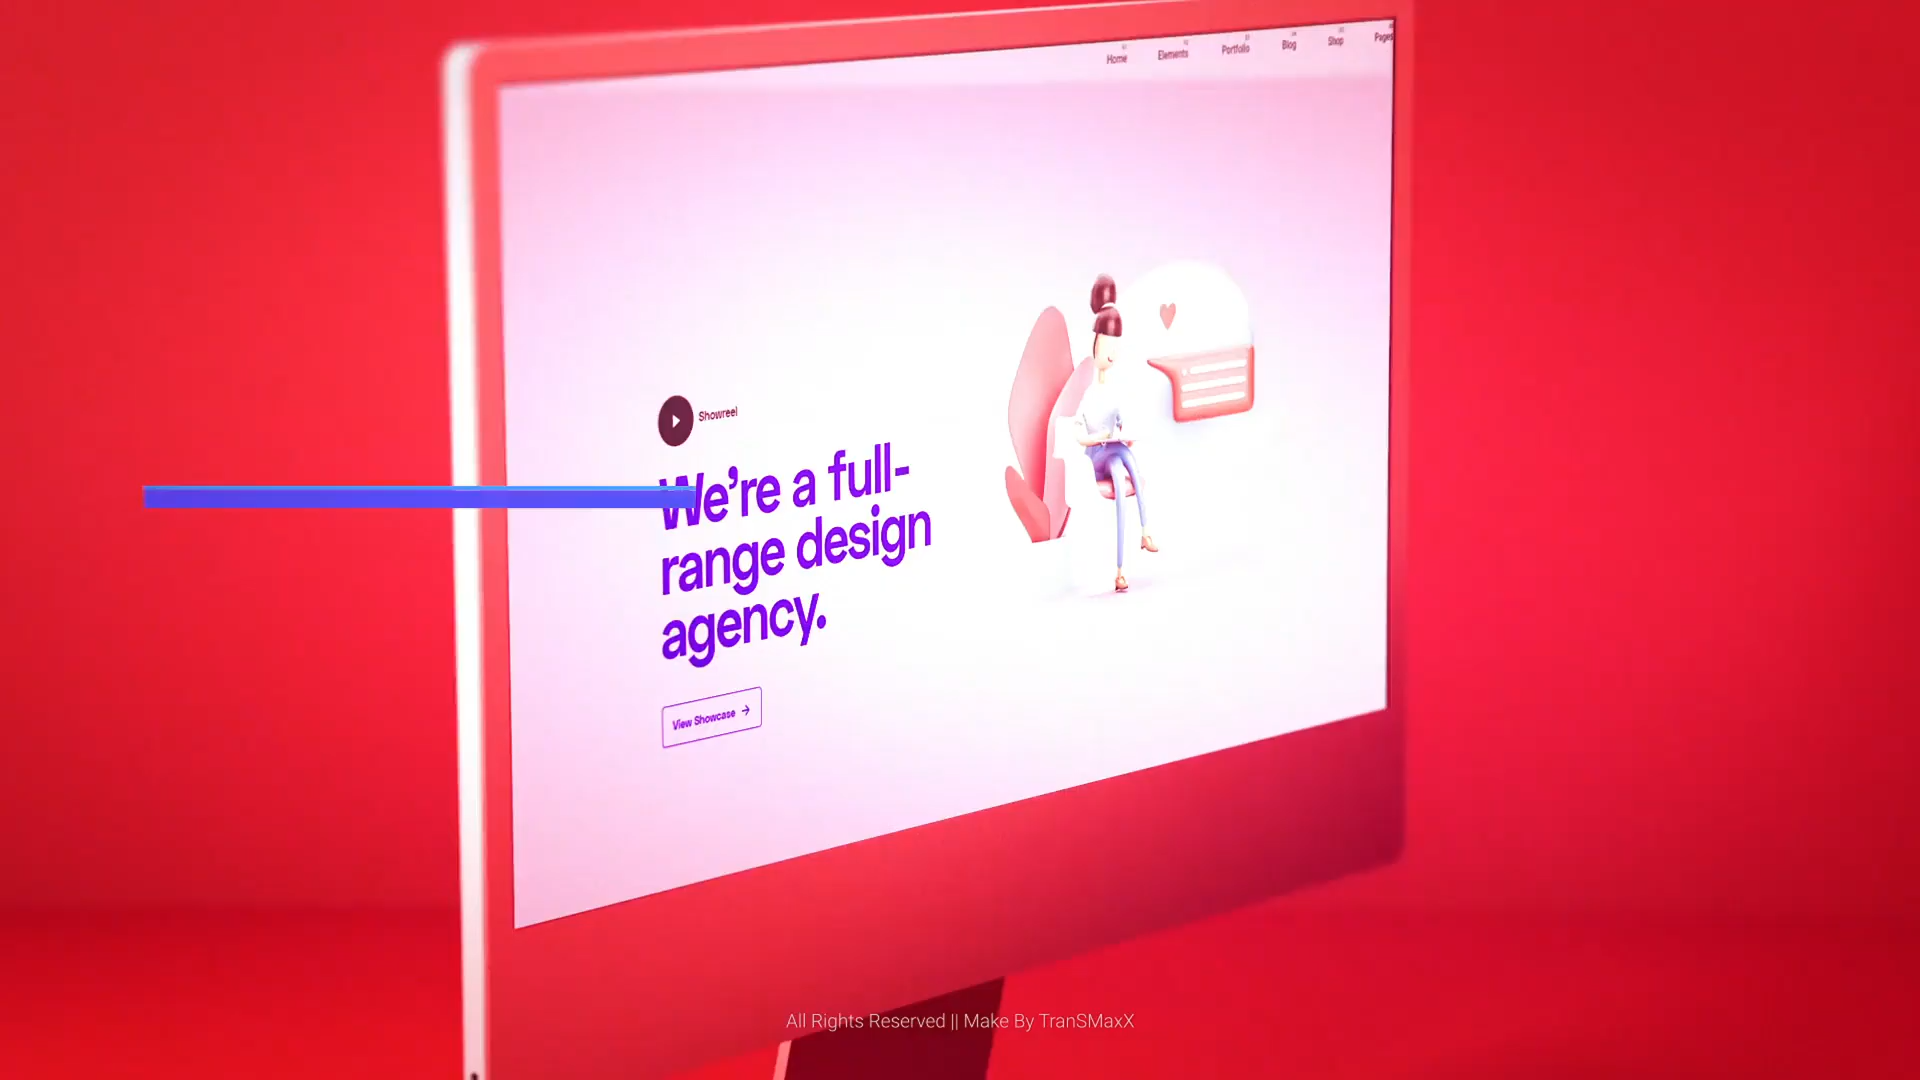 Home
Elements
Portfolio
Blog
Shop
Pages
Showreel
We're a full-
range design
agency.
View Showcase
All Rights Reserved || Make By TranSMaxX